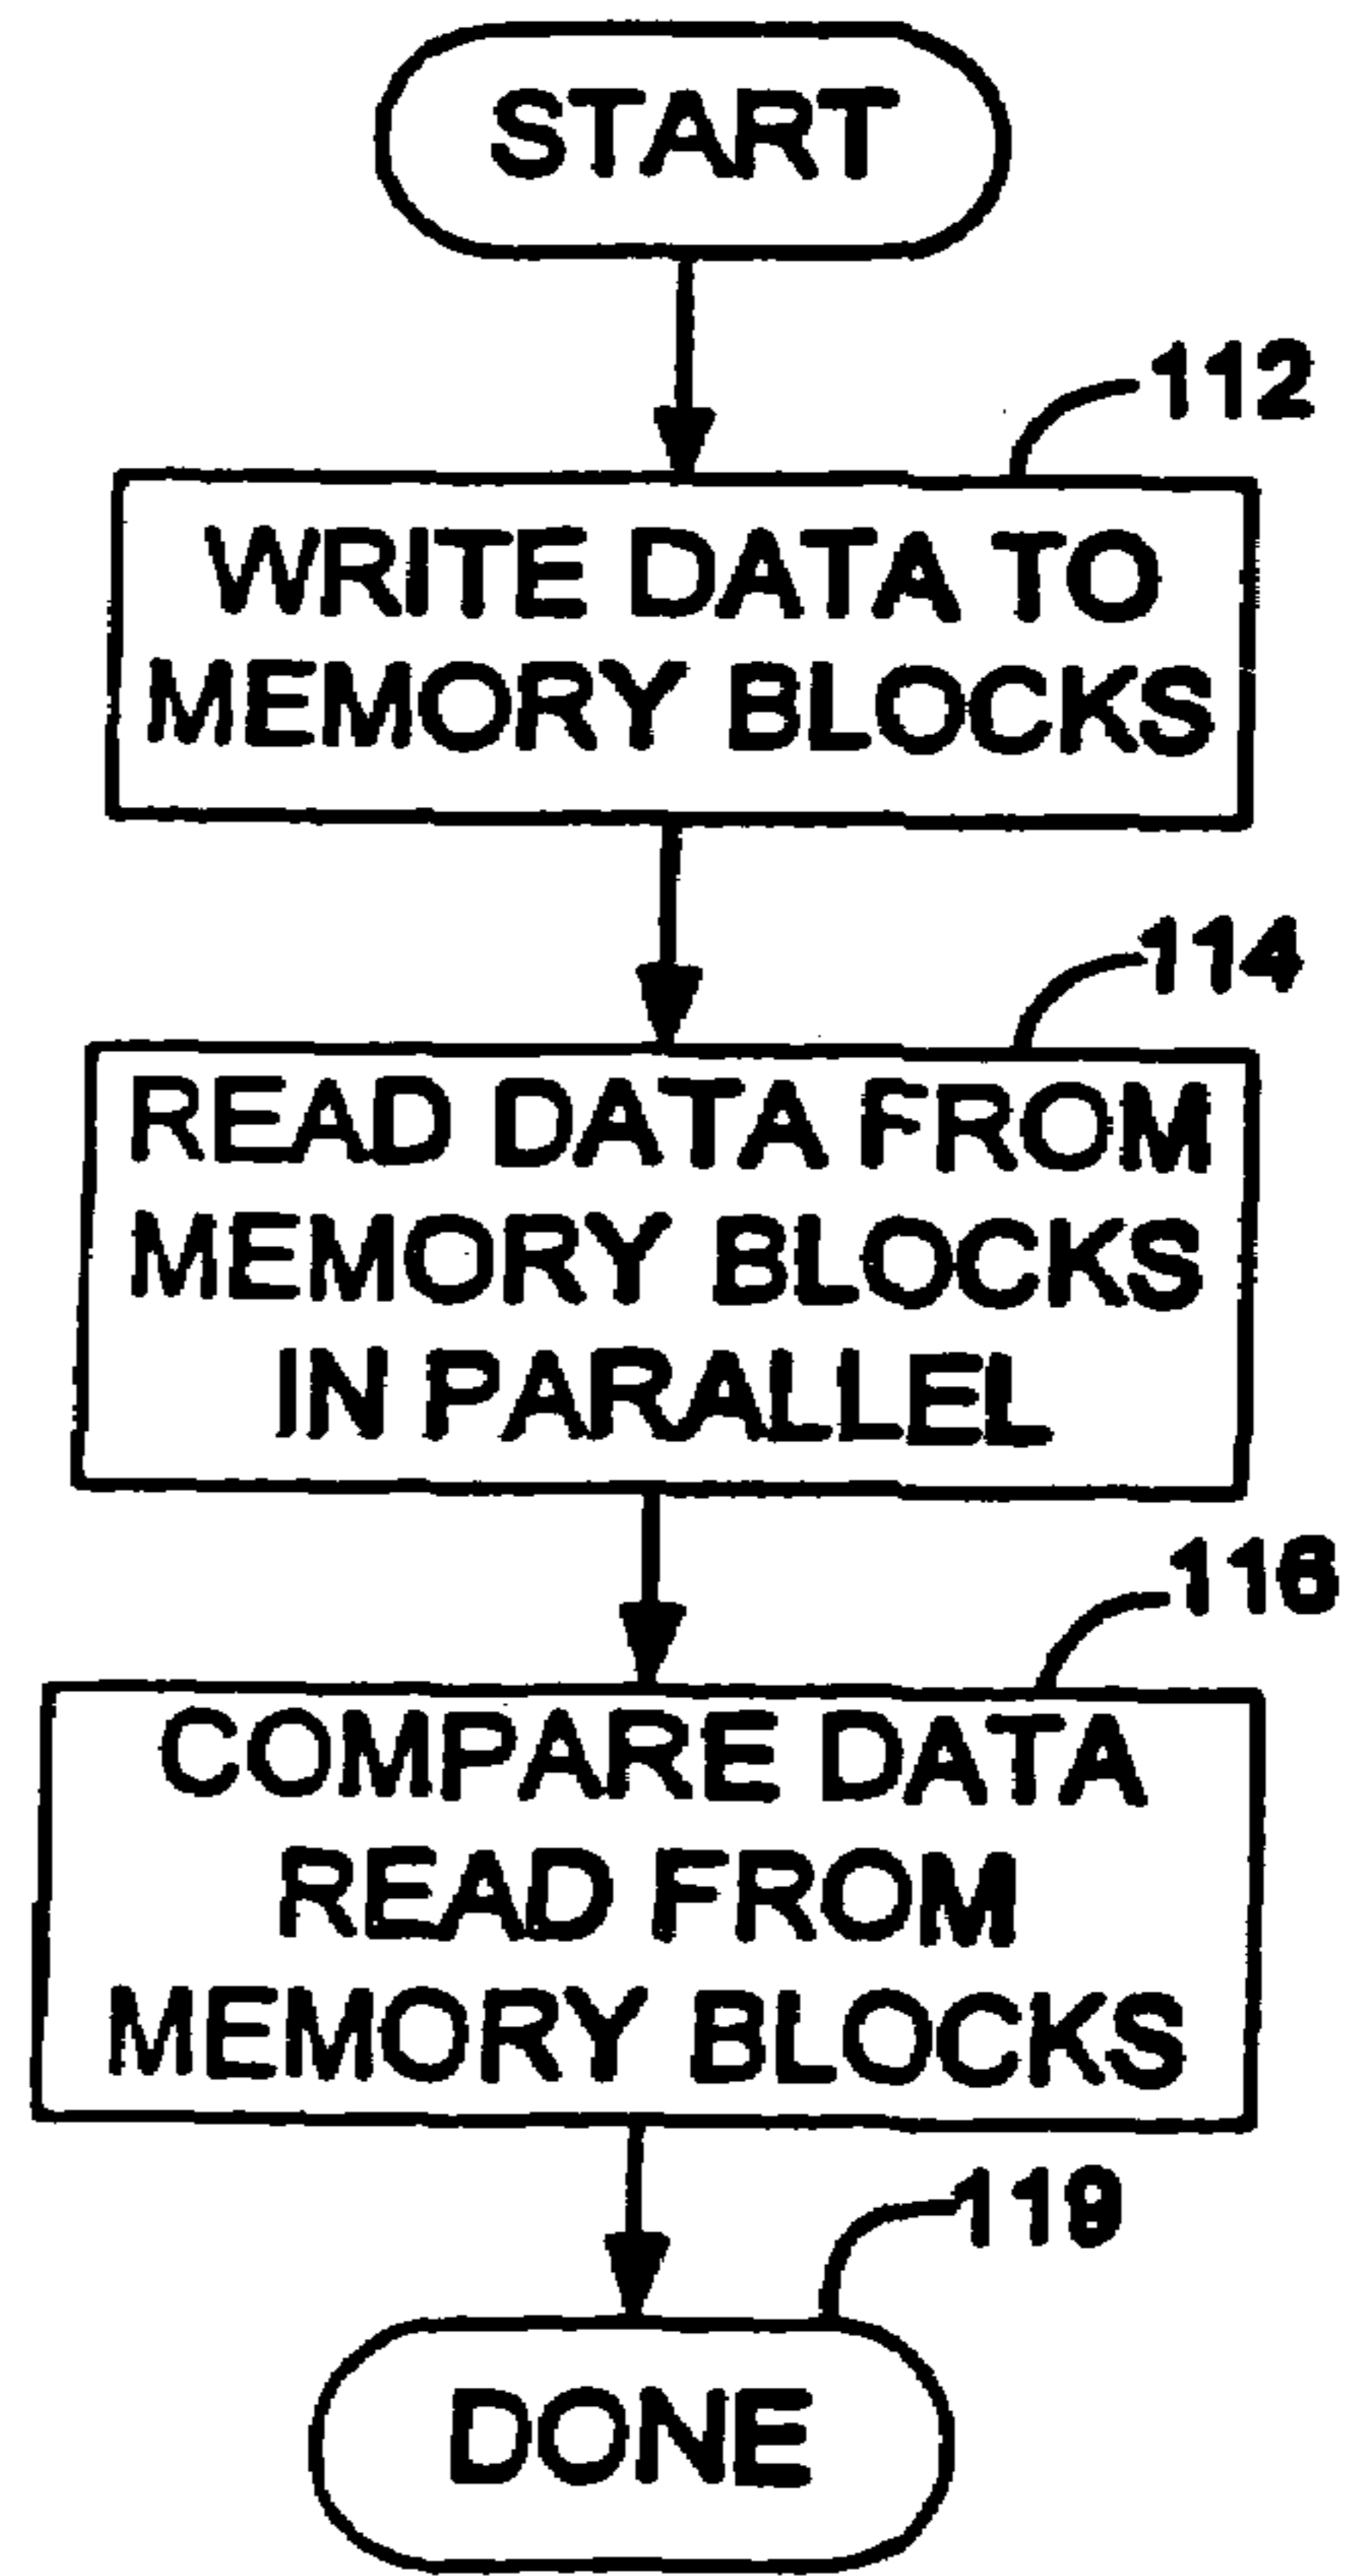 START
112
WRITE DATA TO
MEMORY BLOCKS
114
READ DATA FROM
MEMORY BLOCKS
IN PARALLEL
116
COMPARE DATA
READ FROM
MEMORY BLOCKS
119
DONE